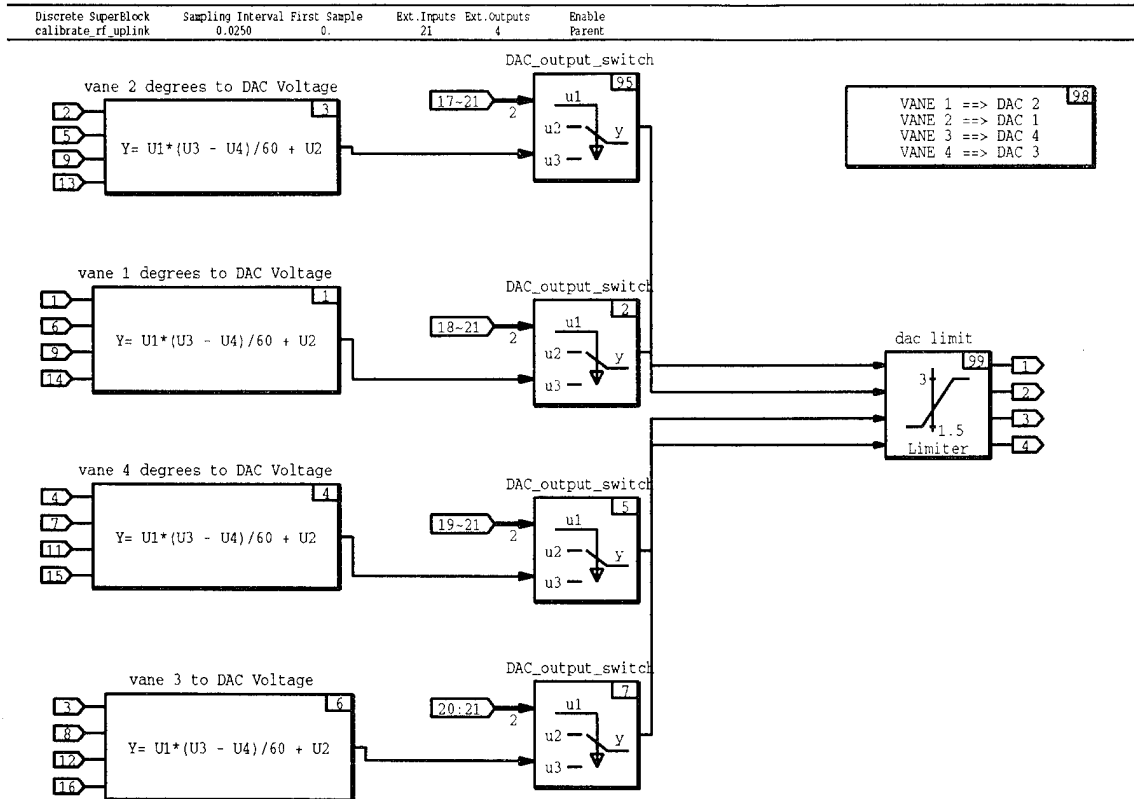 Discrete SuperBlock Sampling Interval First Sample Ext.Inputs Ext.Outputs Enable
calibrate_rf_uplink 0.0250 0. 21 4 Parent
DAC_output_switch
vane 2 degrees to DAC Voltage
2
5
9
13
3
Y= U1*(U3 - U4)/60 + U2
17~21
2
95
u1
u2
u3
y
98
VANE 1 ==> DAC 2
VANE 2 ==> DAC 1
VANE 3 ==> DAC 4
VANE 4 ==> DAC 3
vane 1 degrees to DAC Voltage
1
6
9
14
1
Y= U1*(U3 - U4)/60 + U2
DAC_output_switch
18~21
2
2
u1
u2
u3
y
dac limit
99
3
1.5
Limiter
1
2
3
4
vane 4 degrees to DAC Voltage
4
7
11
15
4
Y= U1*(U3 - U4)/60 + U2
DAC_output_switch
19~21
2
5
u1
u2
u3
y
vane 3 to DAC Voltage
3
8
12
16
6
Y= U1*(U3 - U4)/60 + U2
DAC_output_switch
20:21
2
7
u1
u2
u3
y